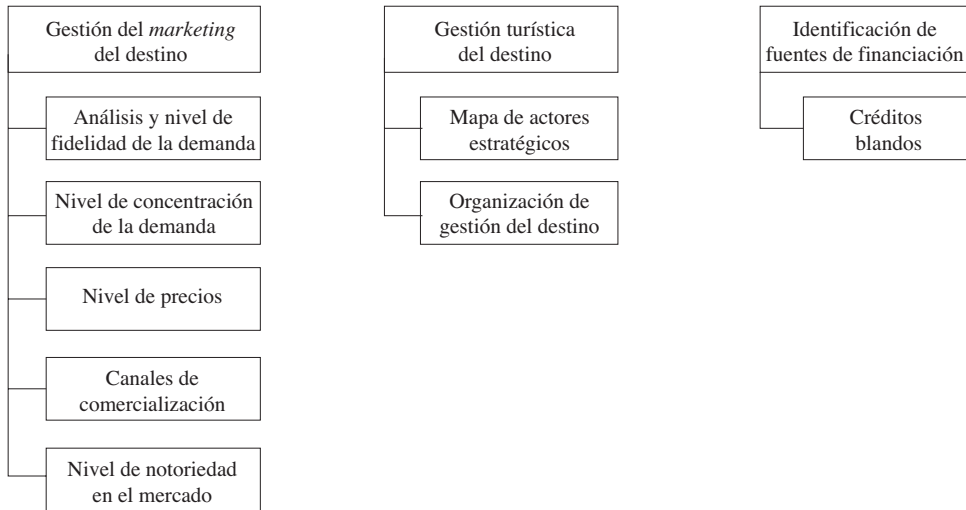 Gestión del marketing
del destino
Análisis y nivel de
fidelidad de la demanda
Nivel de concentración
de la demanda
Nivel de precios
Canales de
comercialización
Nivel de notoriedad
en el mercado
Gestión turística
del destino
Mapa de actores
estratégicos
Organización de
gestión del destino
Identificación de
fuentes de financiación
Créditos
blandos